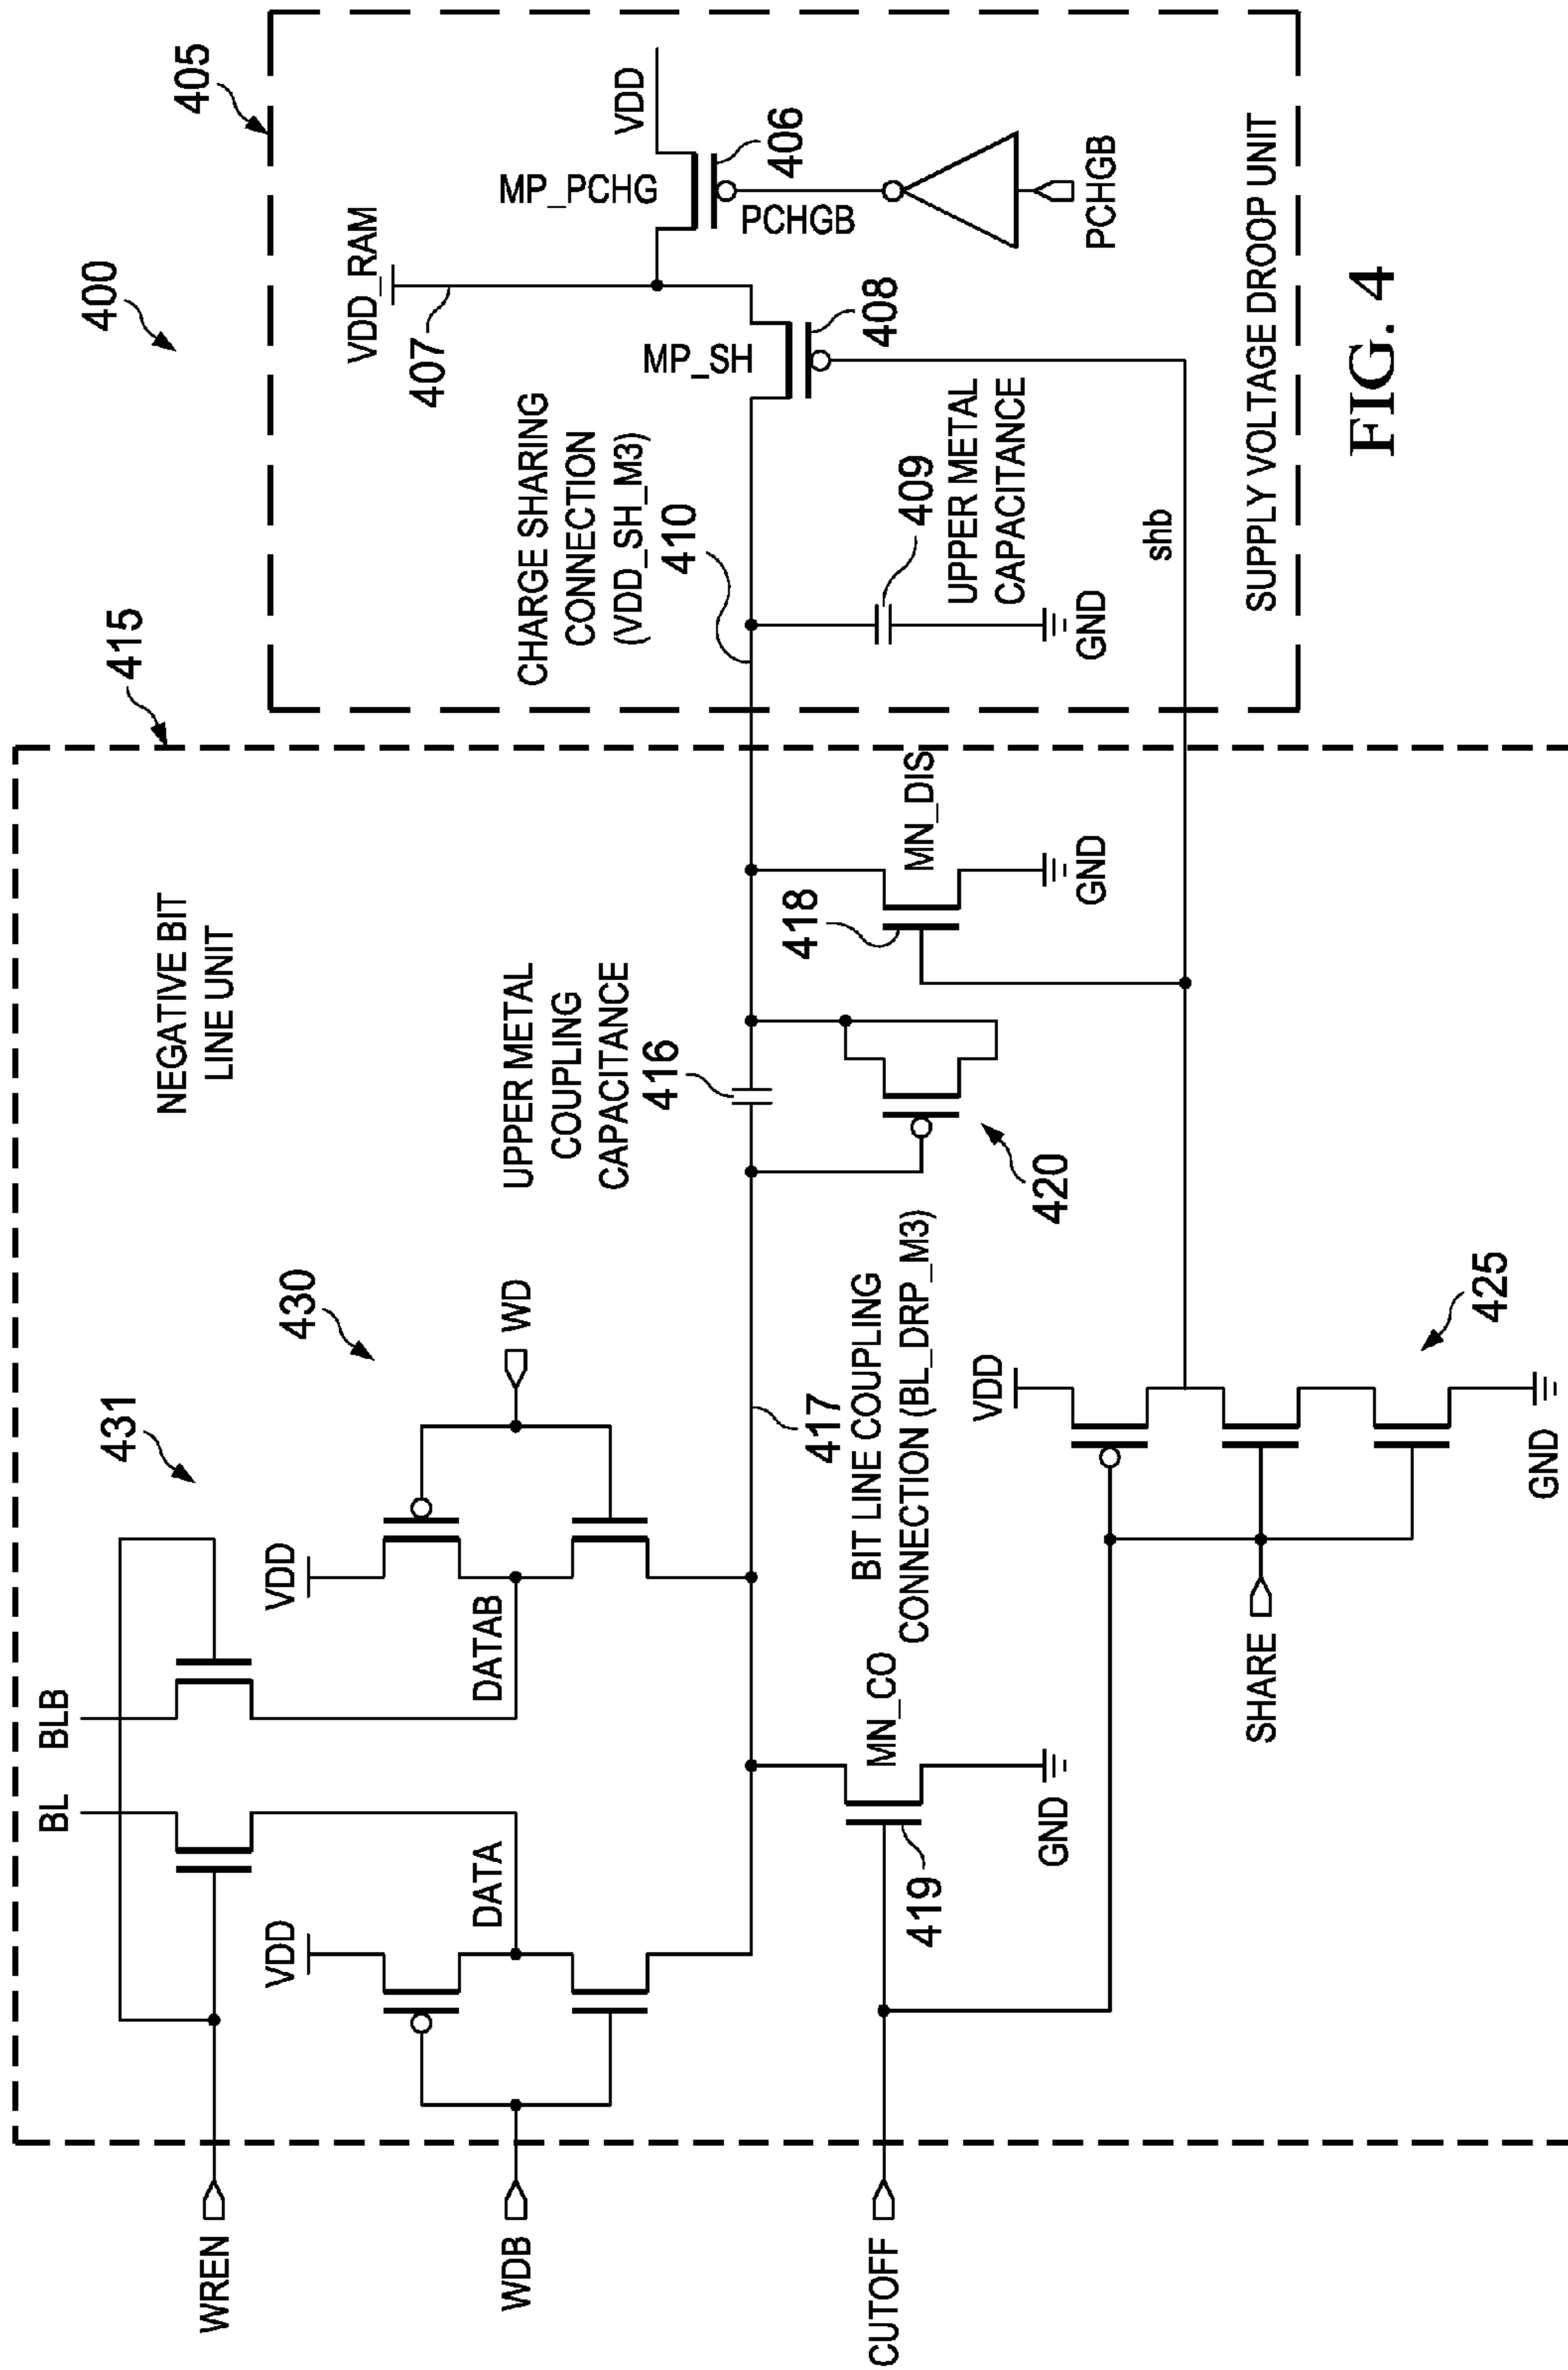 400
405
415
NEGATIVE BIT
LINE UNIT
431
430
BL
BLB
WREN
VDD
VDD
DATA
DATAB
WDB
WD
UPPER METAL
COUPLING
CAPACITANCE
416
417
BIT LINE COUPLING
CONNECTION (BL_DRP_M3)
420
418
MN_DIS
GND
MN_CO
419
GND
CUTOFF
SHARE
VDD
425
GND
VDD_RAM
407
MP_PCHG
VDD
406
PCHGB
PCHGB
MP_SH
408
CHARGE SHARING
CONNECTION
(VDD_SH_M3)
410
409
UPPER METAL
CAPACITANCE
GND
shb
SUPPLY VOLTAGE DROOP UNIT
FIG. 4